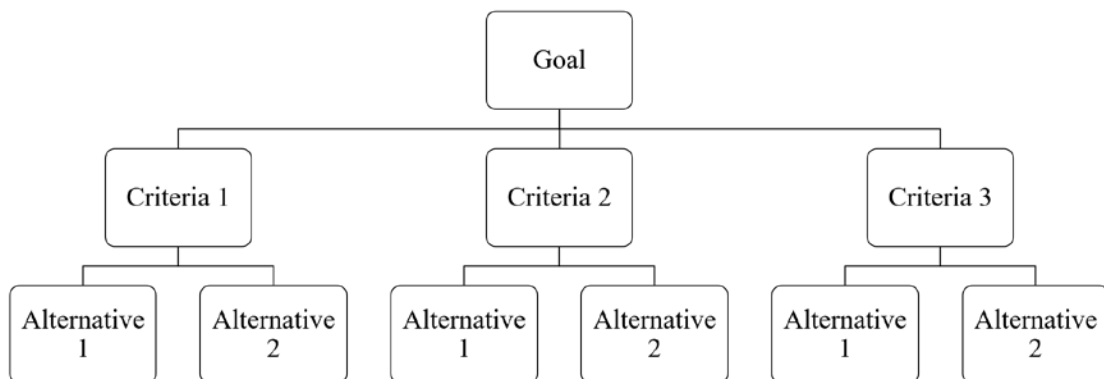 Goal
Criteria 1
Criteria 2
Criteria 3
Alternative
1
Alternative
2
Alternative
1
Alternative
2
Alternative
1
Alternative
2